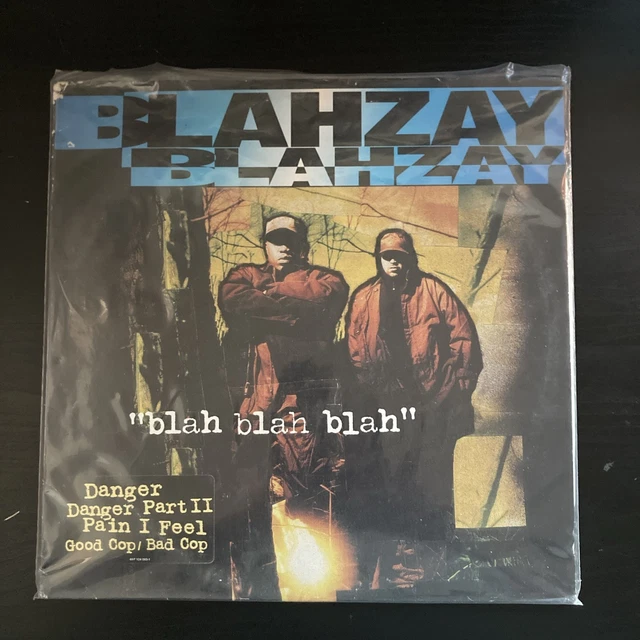 BLAHZAY
BLAHZAY
"blah blah blah"
Danger
Danger Part II
Pain I Feel
Good Cop/Bad Cop